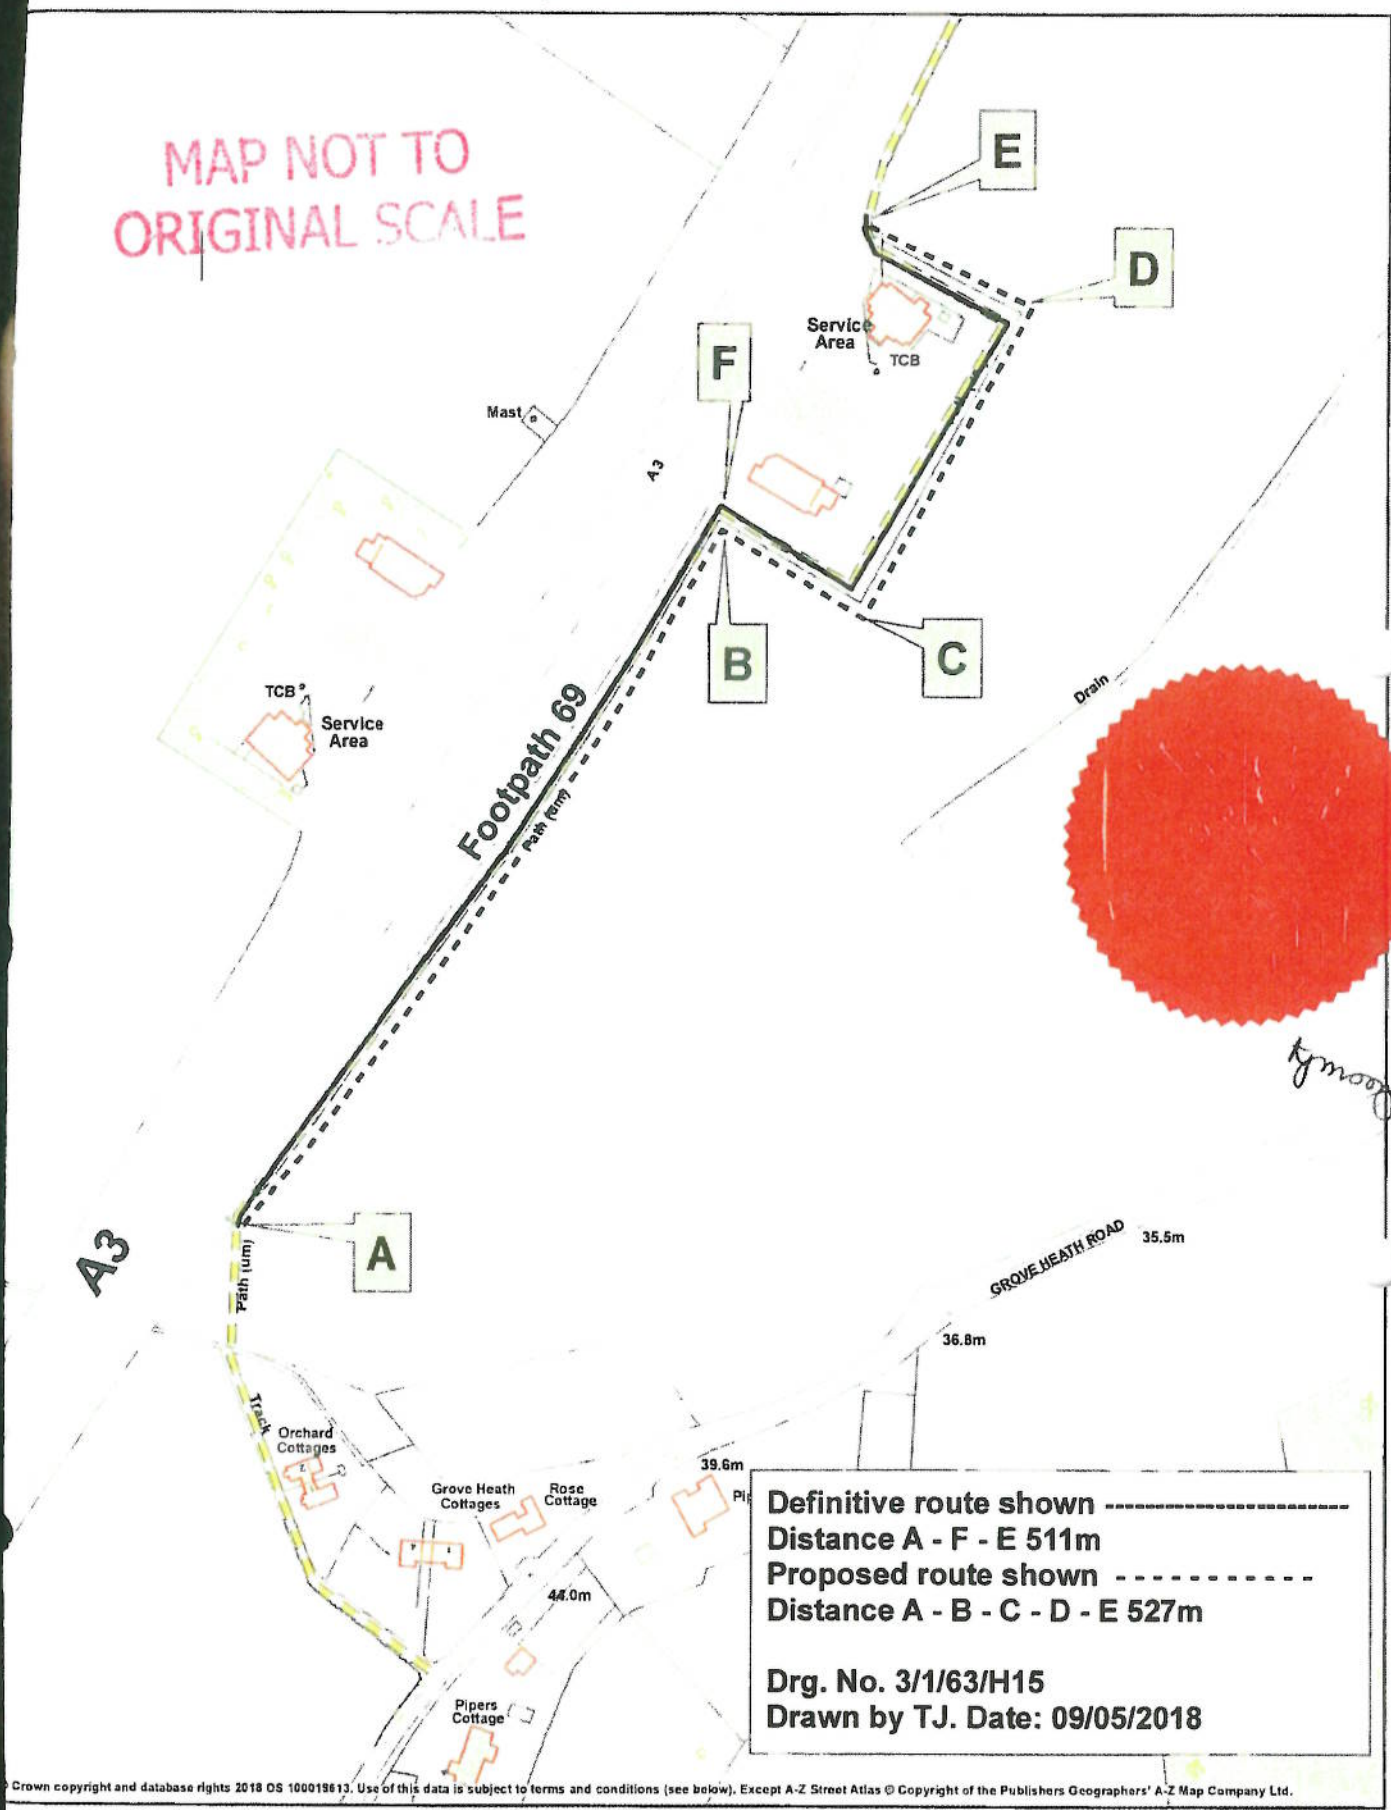 MAP NOT TO
ORIGINAL SCALE
E
D
Service
Area
TCB
F
Mast
A3
B
C
Drain
TCB
Service
Area
Footpath 69
Path (um)
A
A3
Path (um)
GROVE HEATH ROAD
35.5m
36.8m
Track
Orchard
Cottages
2
39.6m
Grove Heath
Cottages
Rose
Cottage
Pip
44.0m
Pipers
Cottage
Definitive route shown
Distance A - F - E 511m
Proposed route shown
Distance A - B - C - D - E 527m
Drg. No. 3/1/63/H15
Drawn by TJ. Date: 09/05/2018
Crown copyright and database rights 2018 OS 100019613. Use of this data is subject to terms and conditions (see below). Except A-Z Street Atlas © Copyright of the Publishers Geographers' A-Z Map Company Ltd.